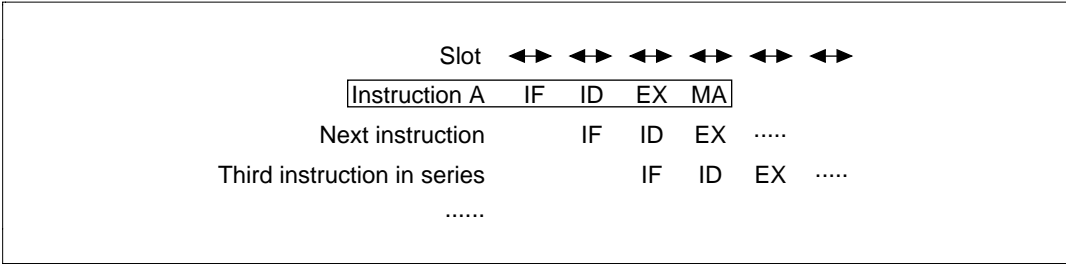 Slot
Instruction A IF ID EX MA
Next instruction IF ID EX .....
Third instruction in series IF ID EX .....
......